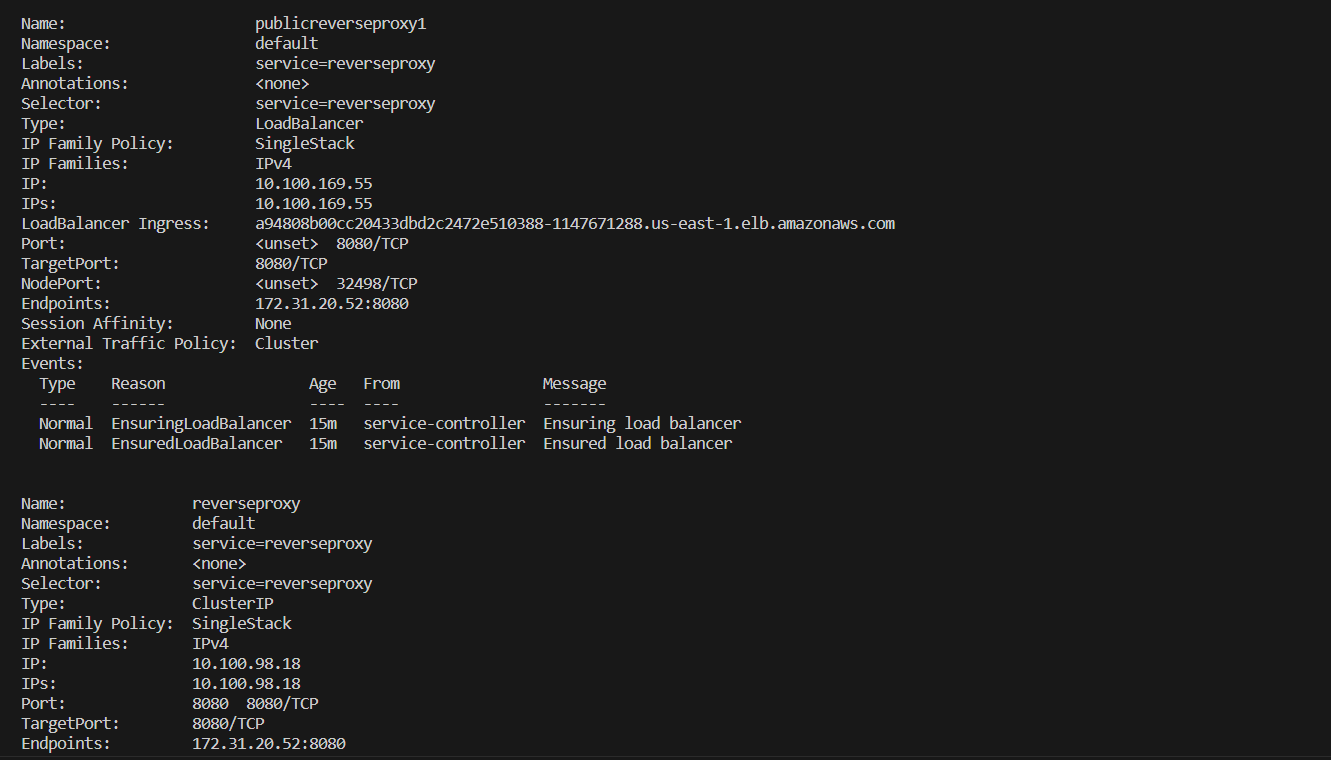 Name:                     publicreverseproxy1
Namespace:                default
Labels:                   service=reverseproxy
Annotations:              <none>
Selector:                 service=reverseproxy
Type:                     LoadBalancer
IP Family Policy:         SingleStack
IP Families:              IPv4
IP:                       10.100.169.55
IPs:                      10.100.169.55
LoadBalancer Ingress:     a94808b00cc20433dbd2c2472e510388-1147671288.us-east-1.elb.amazonaws.com
Port:                     <unset>  8080/TCP
TargetPort:               8080/TCP
NodePort:                 <unset>  32498/TCP
Endpoints:                172.31.20.52:8080
Session Affinity:         None
External Traffic Policy:  Cluster
Events:
  Type    Reason                Age   From                Message
  ----    ------                ----  ----                -------
  Normal  EnsuringLoadBalancer  15m   service-controller  Ensuring load balancer
  Normal  EnsuredLoadBalancer   15m   service-controller  Ensured load balancer
Name:              reverseproxy
Namespace:         default
Labels:            service=reverseproxy
Annotations:       <none>
Selector:          service=reverseproxy
Type:              ClusterIP
IP Family Policy:  SingleStack
IP Families:       IPv4
IP:                10.100.98.18
IPs:               10.100.98.18
Port:              8080  8080/TCP
TargetPort:        8080/TCP
Endpoints:         172.31.20.52:8080